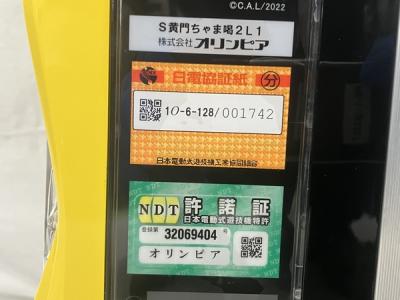 ©C.A.L/2022
S黄門ちゃま喝2L1
株式会社オリンピア
日電協証紙 分
10-6-128/001742
日本電動式遊技機工業協同組合
NDT 許諾証
日本電動式遊技機特許
登録第 32069404 号
オリンピア